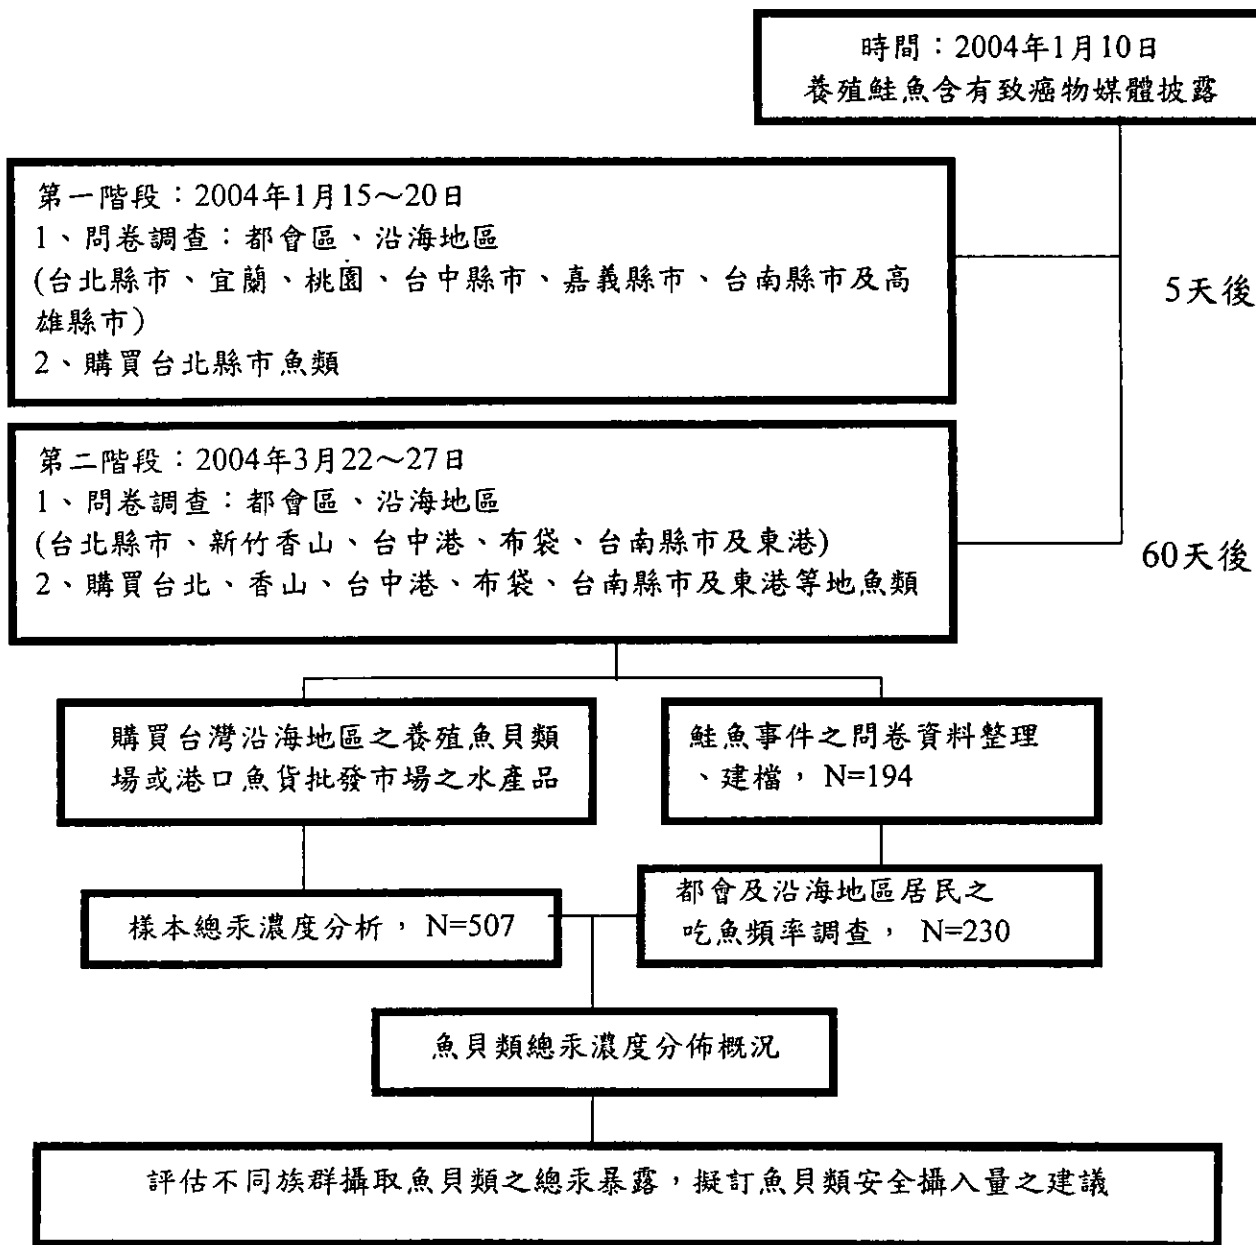 時間：2004年1月10日
養殖鮭魚含有致癌物媒體披露
第一階段：2004年1月15～20日
1、問卷調查：都會區、沿海地區
(台北縣市、宜蘭、桃園、台中縣市、嘉義縣市、台南縣市及高
雄縣市)
2、購買台北縣市魚類
5天後
第二階段：2004年3月22～27日
1、問卷調查：都會區、沿海地區
(台北縣市、新竹香山、台中港、布袋、台南縣市及東港)
2、購買台北、香山、台中港、布袋、台南縣市及東港等地魚類
60天後
購買台灣沿海地區之養殖魚貝類
場或港口魚貨批發市場之水產品
鮭魚事件之問卷資料整理
、建檔，N=194
樣本總汞濃度分析，N=507
都會及沿海地區居民之
吃魚頻率調查，N=230
魚貝類總汞濃度分佈概況
評估不同族群攝取魚貝類之總汞暴露，擬訂魚貝類安全攝入量之建議